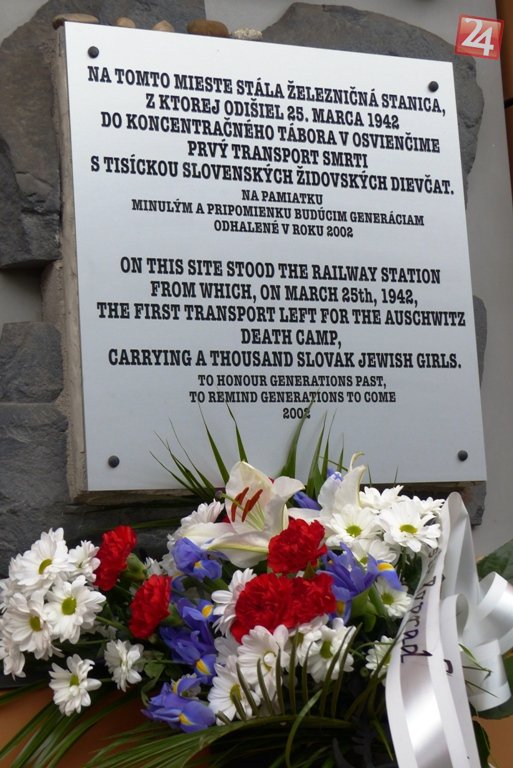 24
NA TOMTO MIESTE STÁLA ŽELEZNIČNÁ STANICA,
Z KTOREJ ODIŠIEL 25. MARCA 1942
DO KONCENTRAČNÉHO TÁBORA V OSVIENČIME
PRVÝ TRANSPORT SMRTI
S TISÍCKOU SLOVENSKÝCH ŽIDOVSKÝCH DIEVČAT.
NA PAMIATKU
MINULÝM A PRIPOMIENKU BUDÚCIM GENERÁCIAM
ODHALENÉ V ROKU 2002
ON THIS SITE STOOD THE RAILWAY STATION
FROM WHICH, ON MARCH 25th, 1942,
THE FIRST TRANSPORT LEFT FOR THE AUSCHWITZ
DEATH CAMP,
CARRYING A THOUSAND SLOVAK JEWISH GIRLS.
TO HONOUR GENERATIONS PAST,
TO REMIND GENERATIONS TO COME
2002